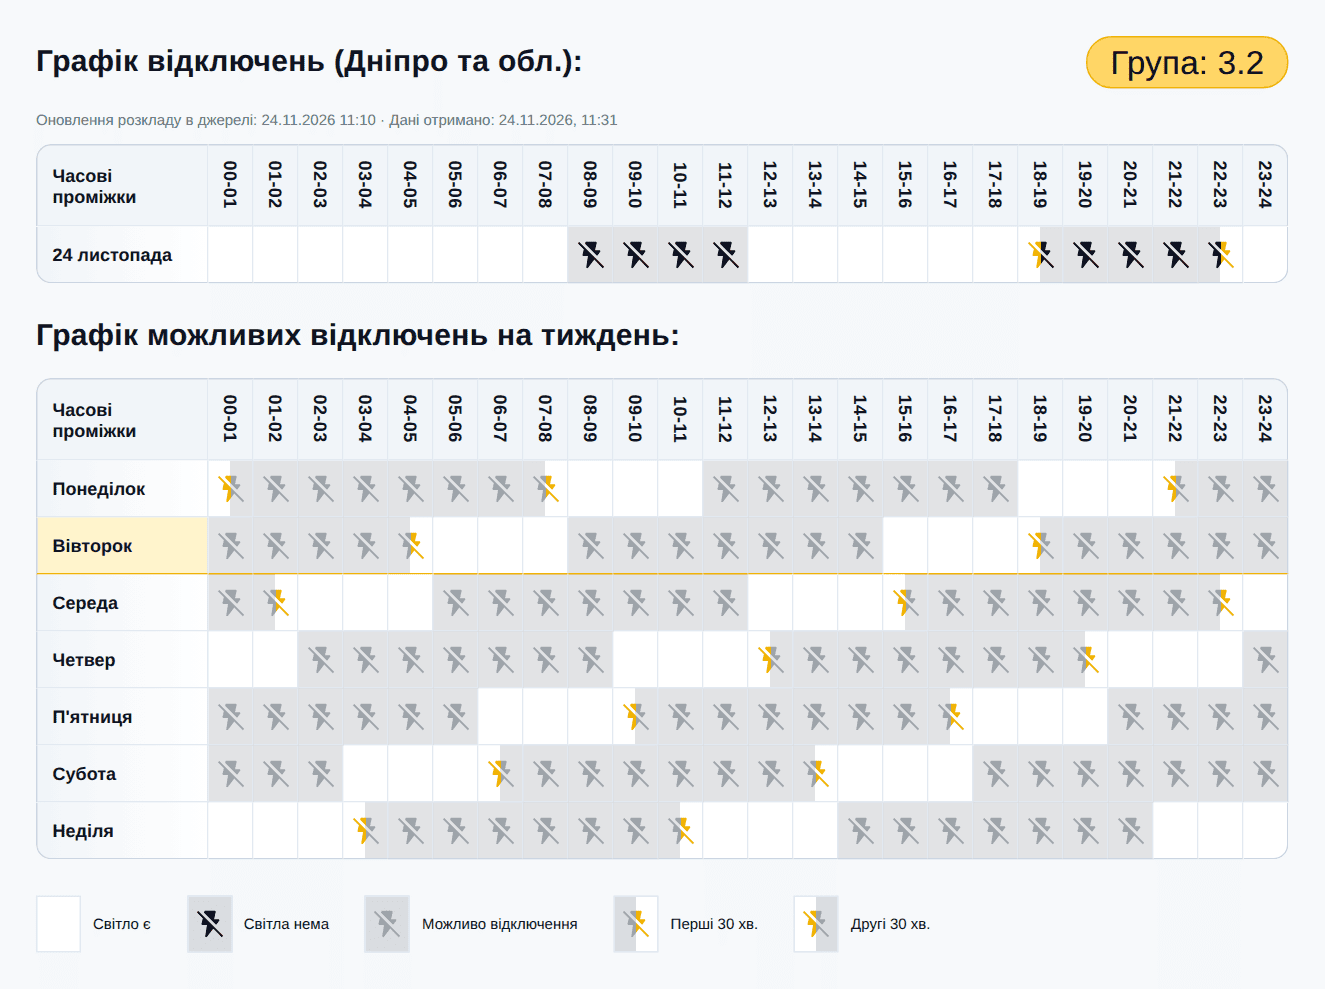 Графік відключень (Дніпро та обл.):
Група: 3.2
Оновлення розкладу в джерелі: 24.11.2026 11:10 · Дані отримано: 24.11.2026, 11:31
Часові
проміжки
00-01 01-02 02-03 03-04 04-05 05-06 06-07 07-08 08-09 09-10 10-11 11-12 12-13 13-14 14-15 15-16 16-17 17-18 18-19 19-20 20-21 21-22 22-23 23-24
24 листопада
Графік можливих відключень на тиждень:
Часові
проміжки
00-01 01-02 02-03 03-04 04-05 05-06 06-07 07-08 08-09 09-10 10-11 11-12 12-13 13-14 14-15 15-16 16-17 17-18 18-19 19-20 20-21 21-22 22-23 23-24
Понеділок
Вівторок
Середа
Четвер
П'ятниця
Субота
Неділя
Світло є
Світла нема
Можливо відключення
Перші 30 хв.
Другі 30 хв.